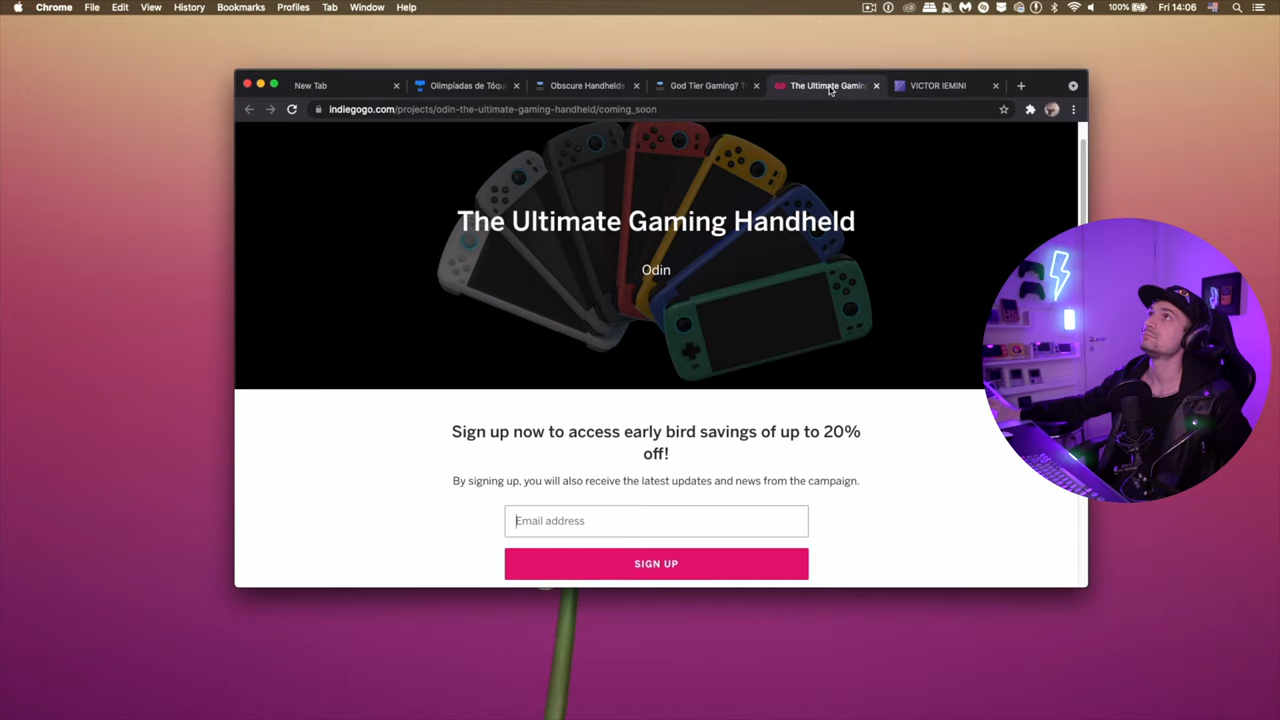 Chrome File Edit View History Bookmarks Profiles Tab Window Help 100% Fri 14:06
New Tab Olimpíadas de Tóqu Obscure Handhelds God Tier Gaming? T The Ultimate Gaming VICTOR IEMINI
indiegogo.com/projects/odin-the-ultimate-gaming-handheld/coming_soon
The Ultimate Gaming Handheld
Odin
Sign up now to access early bird savings of up to 20%
off!
By signing up, you will also receive the latest updates and news from the campaign.
Email address
SIGN UP